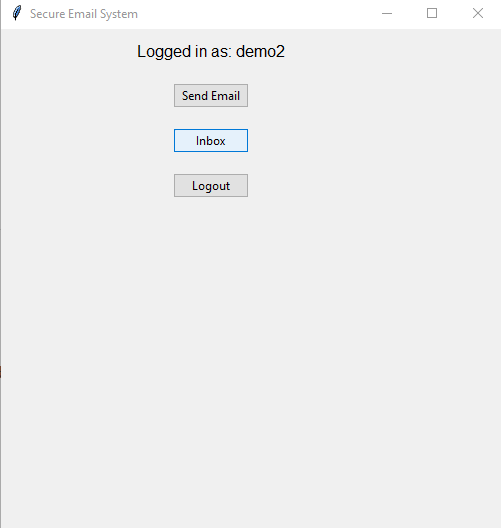 Secure Email System
Logged in as: demo2
Send Email
Inbox
Logout